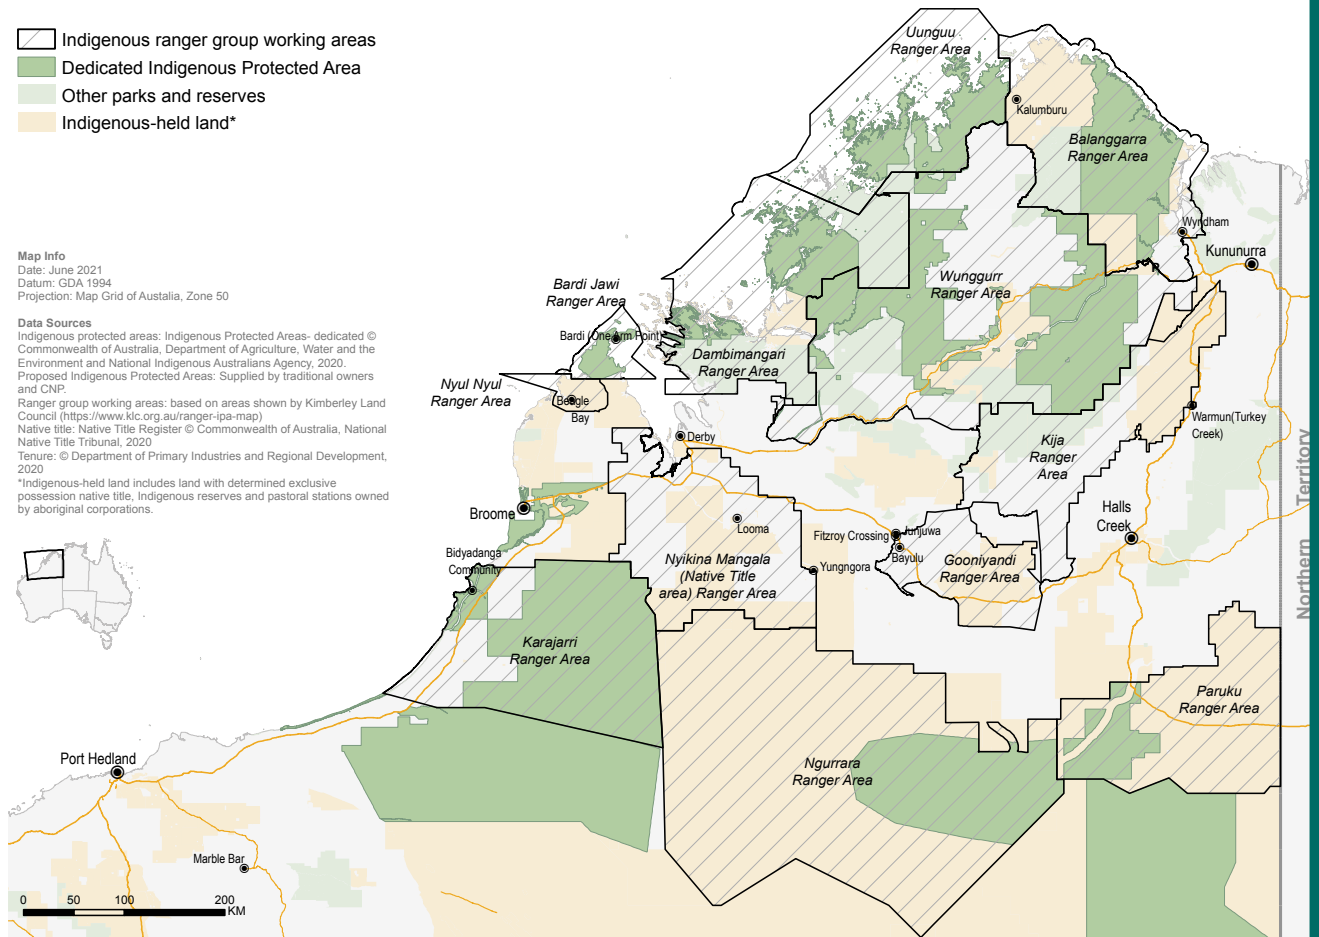 Indigenous ranger group working areas
Dedicated Indigenous Protected Area
Other parks and reserves
Indigenous-held land*
Map Info
Date: June 2021
Datum: GDA 1994
Projection: Map Grid of Austalia, Zone 50
Data Sources
Indigenous protected areas: Indigenous Protected Areas- dedicated ©
Commonwealth of Australia, Department of Agriculture, Water and the
Environment and National Indigenous Australians Agency, 2020.
Proposed Indigenous Protected Areas: Supplied by traditional owners
and CNP.
Ranger group working areas: based on areas shown by Kimberley Land
Council (https://www.klc.org.au/ranger-ipa-map)
Native title: Native Title Register © Commonwealth of Australia, National
Native Title Tribunal, 2020
Tenure: © Department of Primary Industries and Regional Development,
2020
*Indigenous-held land includes land with determined exclusive
possession native title, Indigenous reserves and pastoral stations owned
by aboriginal corporations.
Uunguu
Ranger Area
Kalumburu
Balanggarra
Ranger Area
Wyndham
Kununurra
Wunggurr
Ranger Area
Bardi Jawi
Ranger Area
Bardi (One Arm Point)
Dambimangari
Ranger Area
Nyul Nyul
Ranger Area
Beagle
Bay
Derby
Warmun(Turkey
Creek)
Kija
Ranger
Area
Broome
Looma
Halls
Creek
Fitzroy Crossing
Junjuwa
Bayulu
Bidyadanga
Community
Nyikina Mangala
(Native Title
area) Ranger Area
Yungngora
Gooniyandi
Ranger Area
Northern Territory
Karajarri
Ranger Area
Paruku
Ranger Area
Ngurrara
Ranger Area
Port Hedland
Marble Bar
0 50 100 200
KM